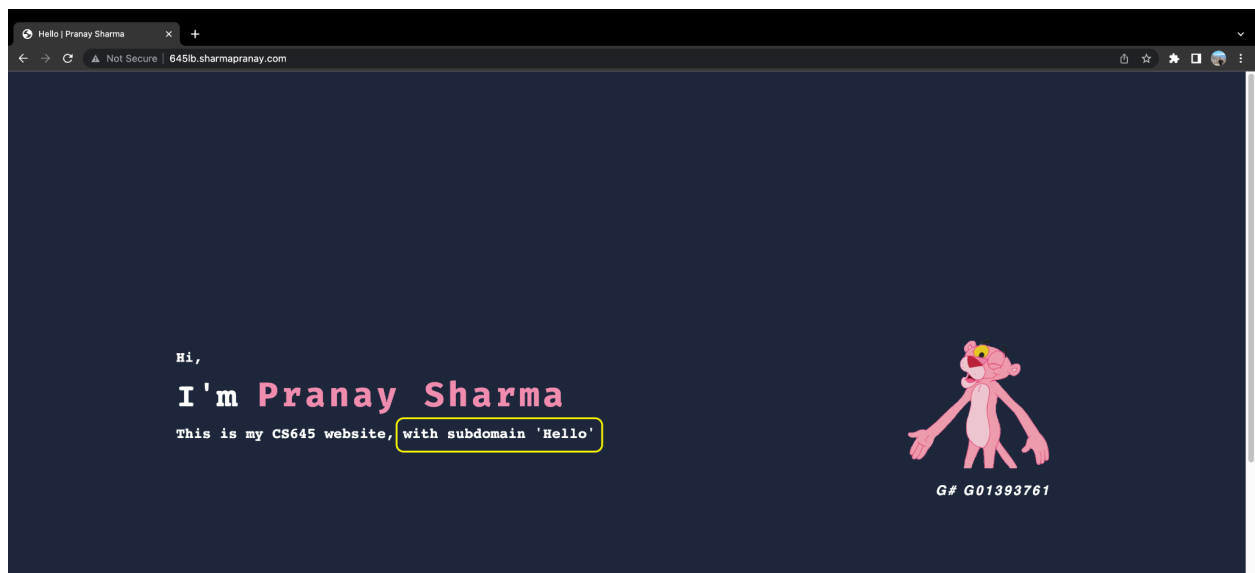 Hello | Pranay Sharma
Not Secure | 645lb.sharmapranay.com
Hi,
I'm Pranay Sharma
This is my CS645 website, with subdomain 'Hello'
G# G01393761